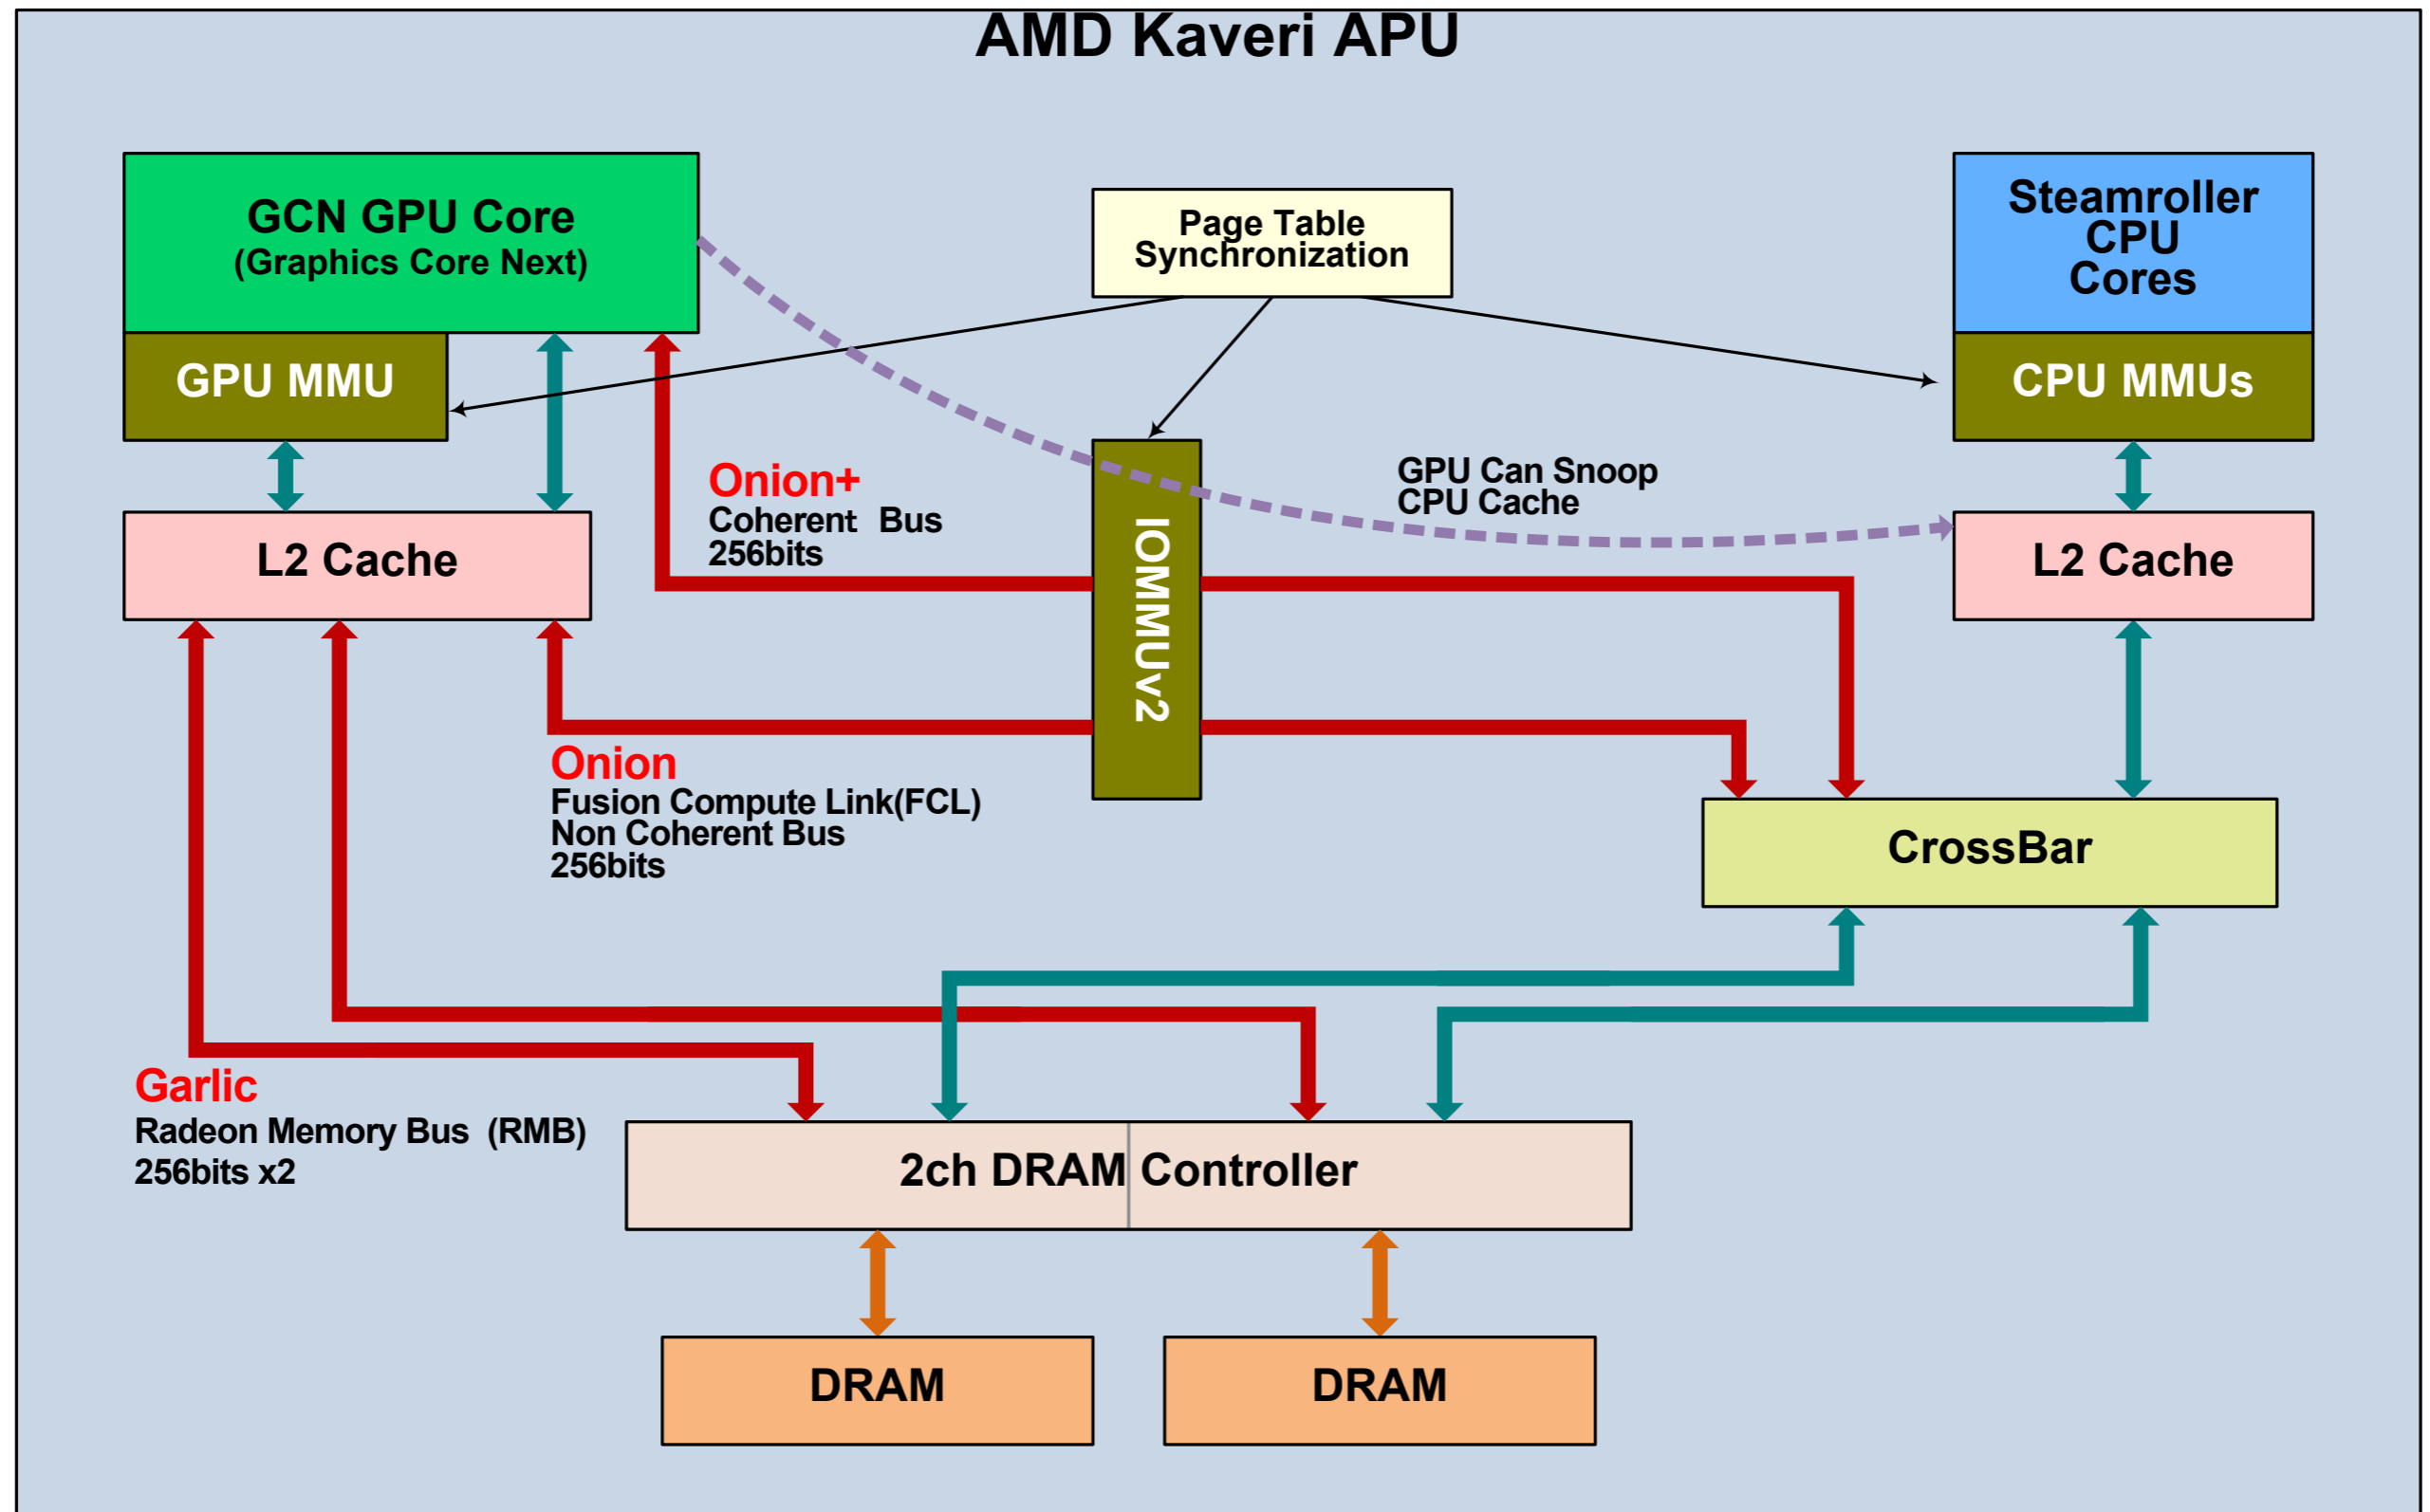 AMD Kaveri APU
GCN GPU Core
(Graphics Core Next)
Page Table
Synchronization
Steamroller
CPU
Cores
GPU MMU
CPU MMUs
Onion+
Coherent Bus
256bits
GPU Can Snoop
CPU Cache
IOMMUv2
L2 Cache
L2 Cache
Onion
Fusion Compute Link(FCL)
Non Coherent Bus
256bits
CrossBar
Garlic
Radeon Memory Bus (RMB)
256bits x2
2ch DRAM Controller
DRAM
DRAM